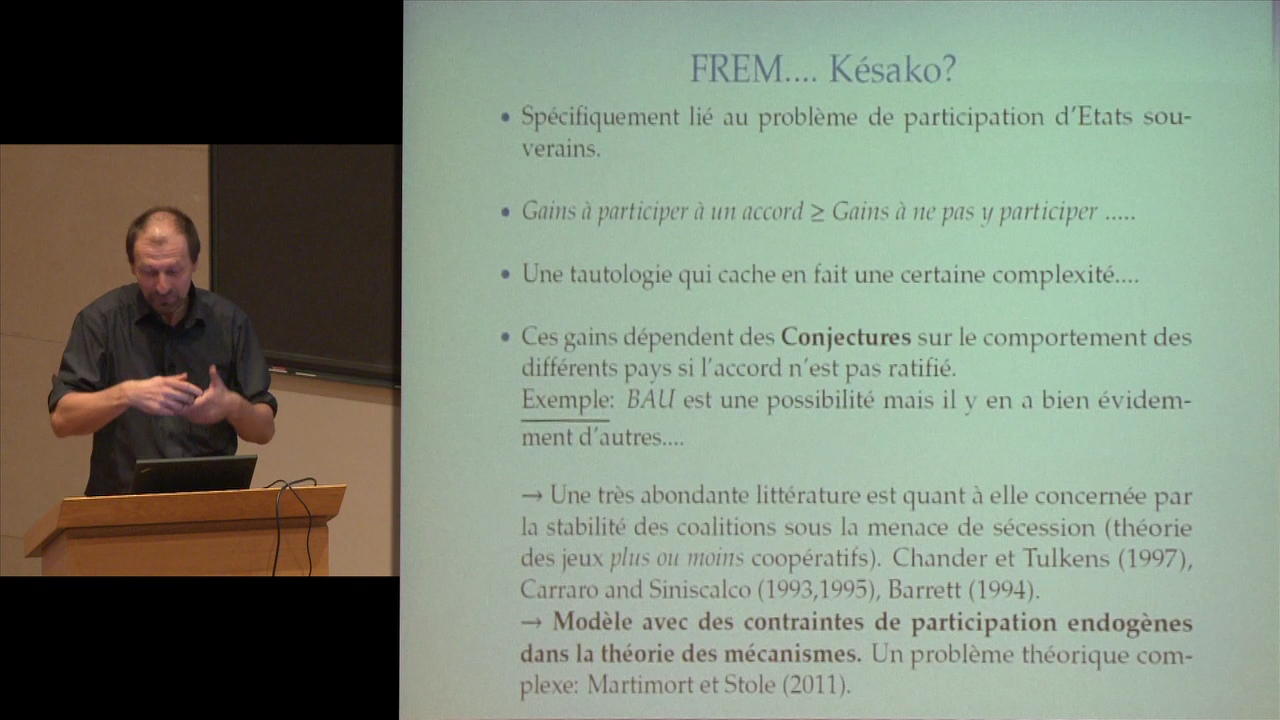 FREM.... Késako?
• Spécifiquement lié au problème de participation d'Etats sou-
verains.
• Gains à participer à un accord ≥ Gains à ne pas y participer .....
• Une tautologie qui cache en fait une certaine complexité....
• Ces gains dépendent des Conjectures sur le comportement des
différents pays si l'accord n'est pas ratifié.
Exemple: BAU est une possibilité mais il y en a bien évidem-
ment d'autres....
→ Une très abondante littérature est quant à elle concernée par
la stabilité des coalitions sous la menace de sécession (théorie
des jeux plus ou moins coopératifs). Chander et Tulkens (1997),
Carraro and Siniscalco (1993,1995), Barrett (1994).
→ Modèle avec des contraintes de participation endogènes
dans la théorie des mécanismes. Un problème théorique com-
plexe: Martimort et Stole (2011).